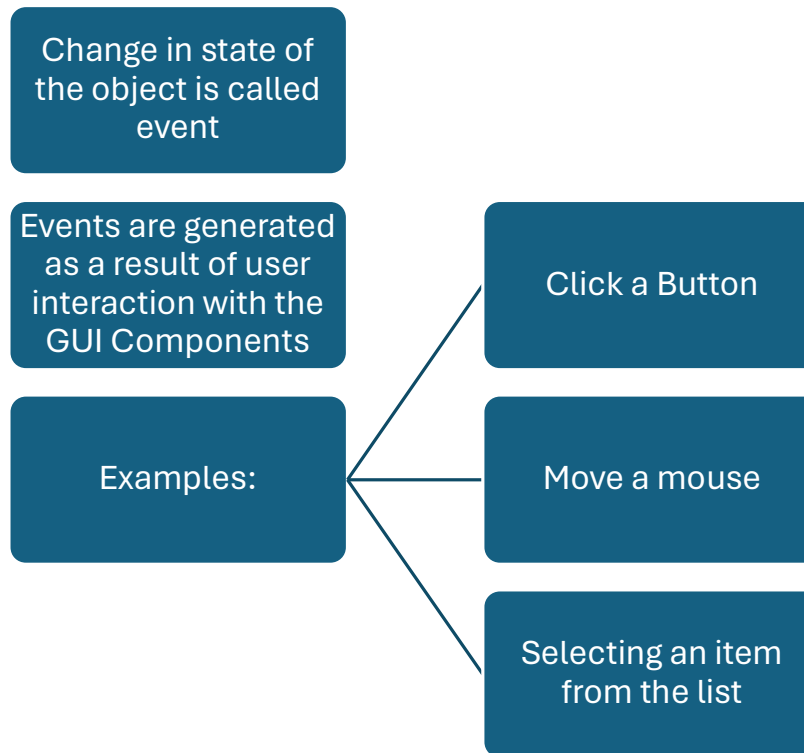 Change in state of
the object is called
event
Events are generated
as a result of user
interaction with the
GUI Components
Examples:
Click a Button
Move a mouse
Selecting an item
from the list